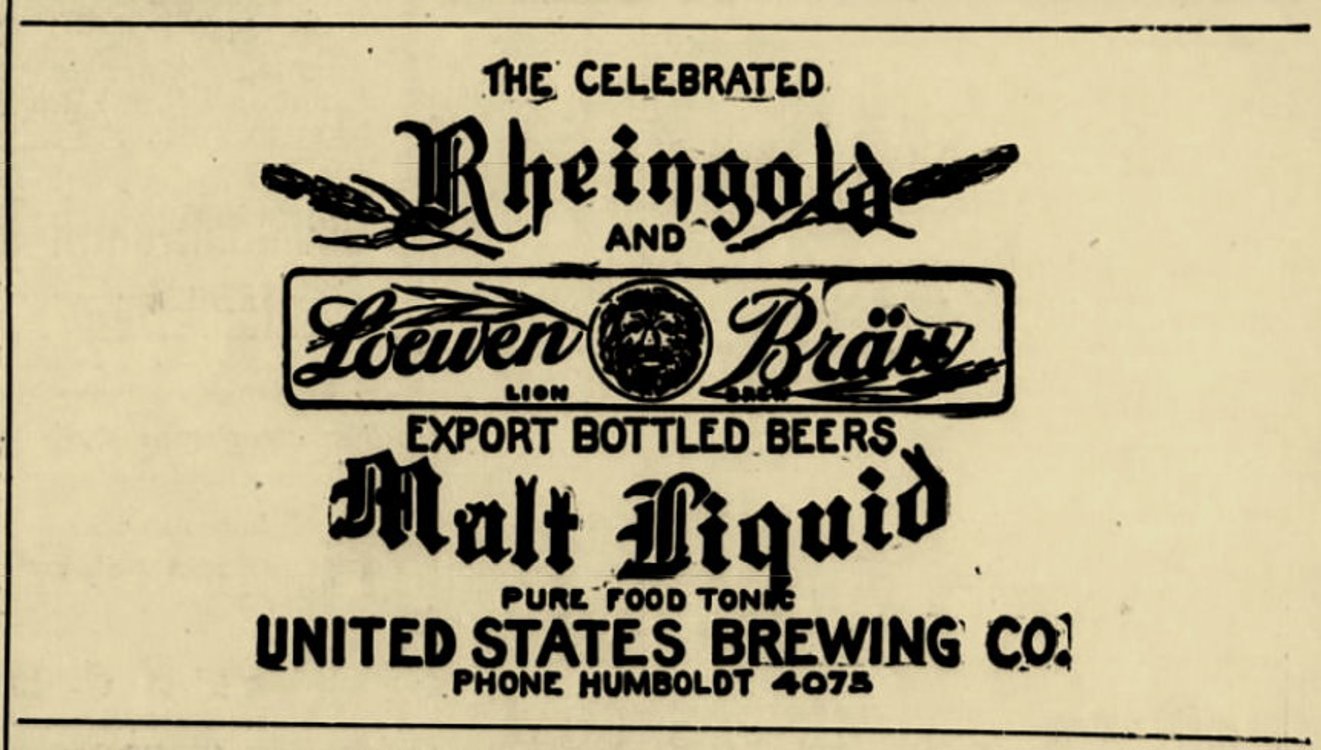 THE CELEBRATED
Rheingold
AND
Loewen Bräu
LION BREW
EXPORT BOTTLED BEERS
Malt Liquid
PURE FOOD TONIC
UNITED STATES BREWING CO.
PHONE HUMBOLDT 4075